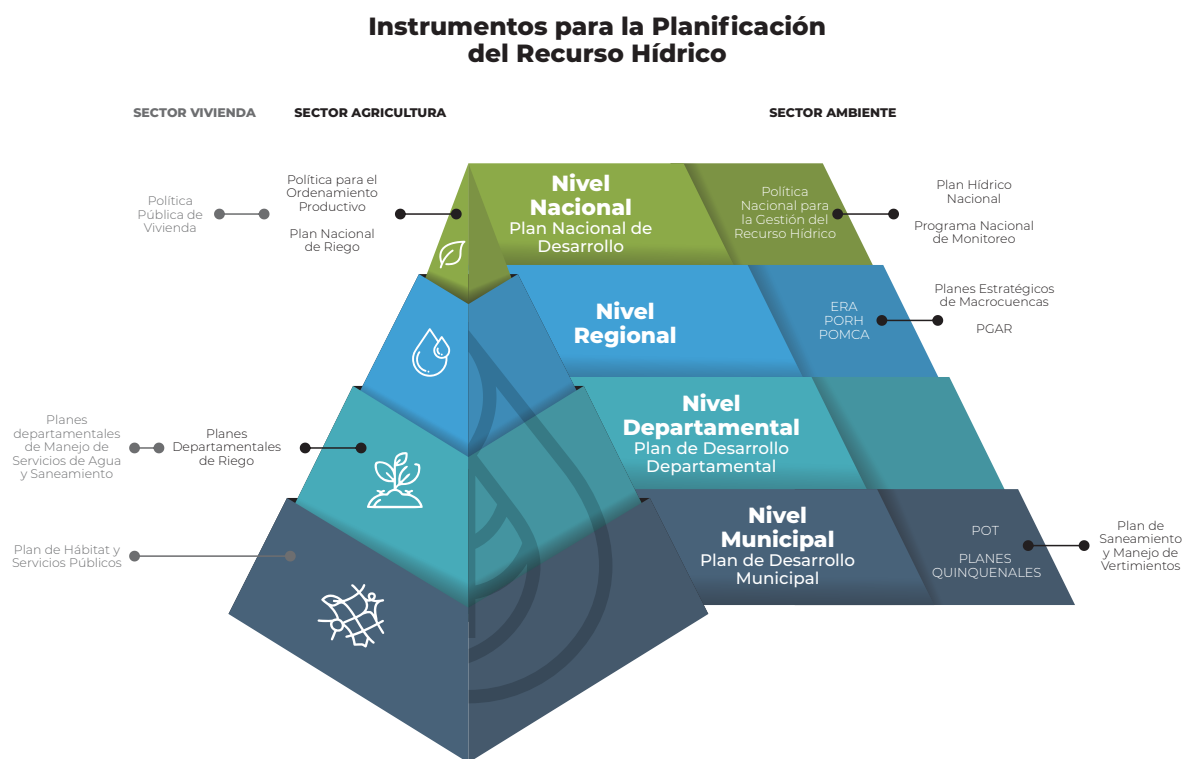 Instrumentos para la Planificación
del Recurso Hídrico
SECTOR VIVIENDA
SECTOR AGRICULTURA
SECTOR AMBIENTE
Política
Pública de
Vivienda
Política para el
Ordenamiento
Productivo
Plan Nacional
de Riego
Nivel
Nacional
Plan Nacional de
Desarrollo
Política
Nacional para
la Gestión del
Recurso Hídrico
Plan Hídrico
Nacional
Programa Nacional
de Monitoreo
Nivel
Regional
ERA
PORH
POMCA
Planes Estratégicos
de Macrocuencas
PGAR
Planes
departamentales
de Manejo de
Servicios de Agua
y Saneamiento
Planes
Departamentales
de Riego
Nivel
Departamental
Plan de Desarrollo
Departamental
Plan de Hábitat y
Servicios Públicos
Nivel
Municipal
Plan de Desarrollo
Municipal
POT
PLANES
QUINQUENALES
Plan de
Saneamiento
y Manejo de
Vertimientos